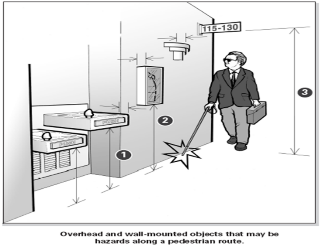 115-130
3
2
1
Overhead and wall-mounted objects that may be
hazards along a pedestrian route.